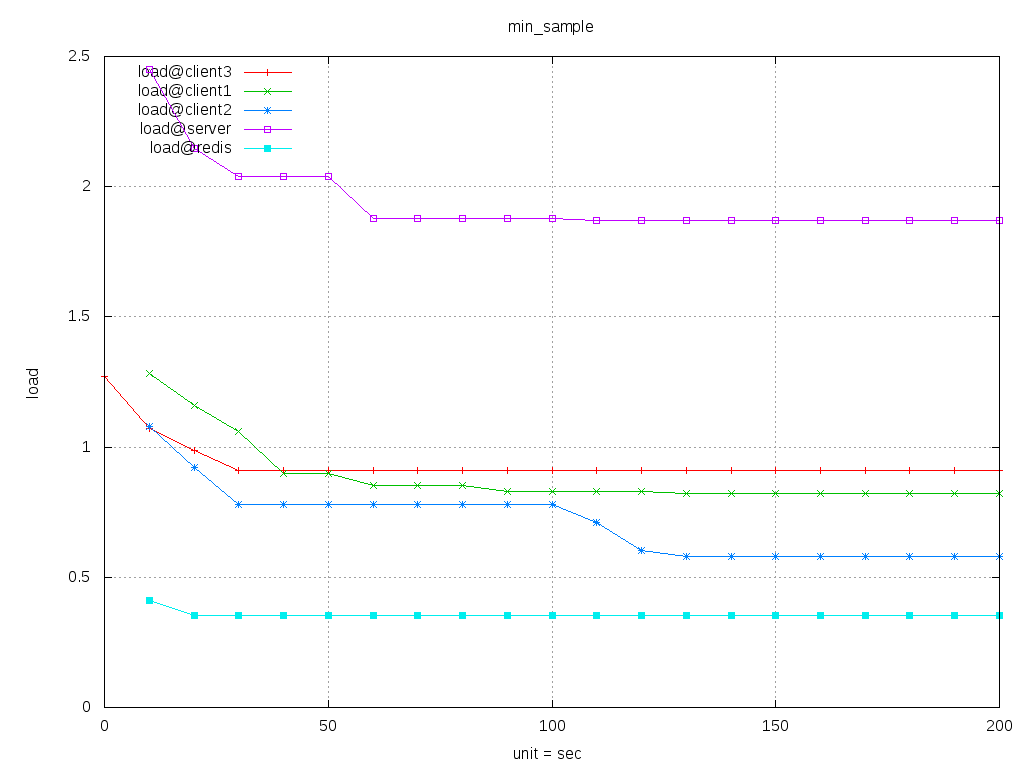 min_sample
2.5
2
1.5
1
0.5
0
load
load@client3
load@client1
load@client2
load@server
load@redis
0 50 100 150 200
unit = sec